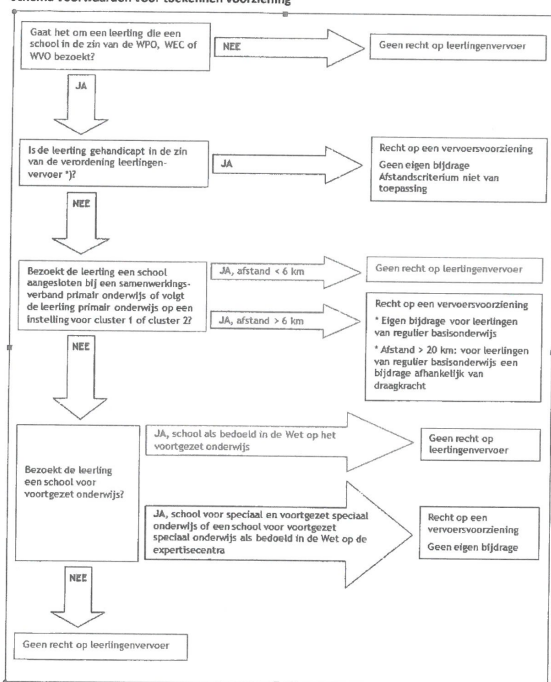 Schema voorwaarden voor toekennen voorziening
Gaat het om een leerling die een
school in de zin van de WPO, WEC of
WVO bezoekt?
NEE
Geen recht op leerlingenvervoer
JA
Is de leerling gehandicapt in de zin
van de verordening leerlingen-
vervoer *)?
JA
Recht op een vervoersvoorziening
Geen eigen bijdrage
Afstandscriterium niet van
toepassing
NEE
Bezoekt de leerling een school
aangesloten bij een samenwerkings-
verband primair onderwijs of volgt
de leerling primair onderwijs op een
instelling voor cluster 1 of cluster 2?
JA, afstand < 6 km
Geen recht op leerlingenvervoer
JA, afstand > 6 km
Recht op een vervoersvoorziening
* Eigen bijdrage voor leerlingen
van regulier basisonderwijs
* Afstand > 20 km: voor leerlingen
van regulier basisonderwijs een
bijdrage afhankelijk van
draagkracht
NEE
Bezoekt de leerling
een school voor
voortgezet onderwijs?
JA, school als bedoeld in de Wet op het
voortgezet onderwijs
Geen recht op
leerlingenvervoer
JA, school voor speciaal en voortgezet speciaal
onderwijs of een school voor voortgezet
speciaal onderwijs als bedoeld in de Wet op de
expertisecentra
Recht op een
vervoersvoorziening
Geen eigen bijdrage
NEE
Geen recht op leerlingenvervoer